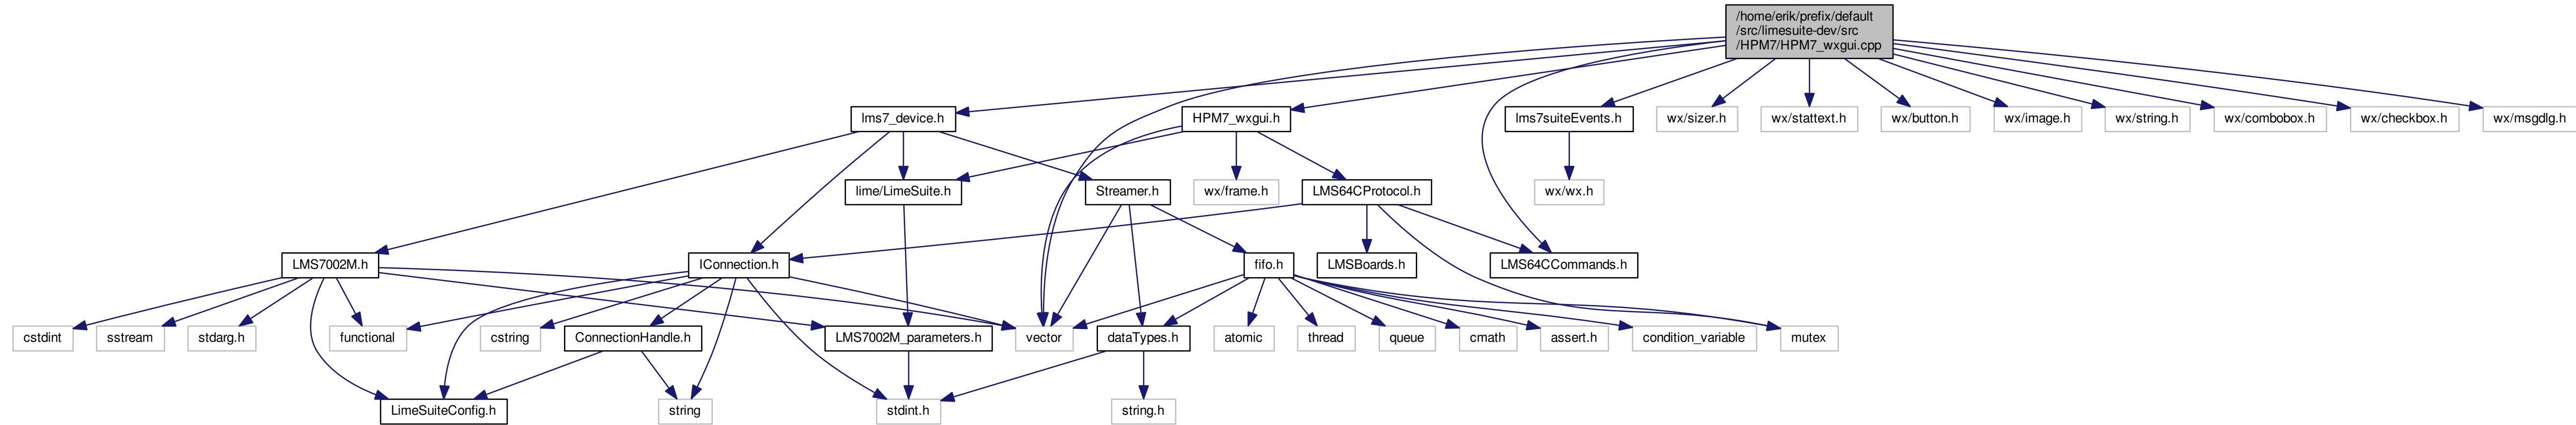 /home/erik/prefix/default
/src/limesuite-dev/src
/HPM7/HPM7_wxgui.cpp
lms7_device.h
HPM7_wxgui.h
lms7suiteEvents.h
wx/sizer.h
wx/stattext.h
wx/button.h
wx/image.h
wx/string.h
wx/combobox.h
wx/checkbox.h
wx/msgdlg.h
lime/LimeSuite.h
Streamer.h
wx/frame.h
LMS64CProtocol.h
wx/wx.h
LMS7002M.h
IConnection.h
fifo.h
LMSBoards.h
LMS64CCommands.h
cstdint
sstream
stdarg.h
functional
cstring
ConnectionHandle.h
LMS7002M_parameters.h
vector
dataTypes.h
atomic
thread
queue
cmath
assert.h
condition_variable
mutex
LimeSuiteConfig.h
string
stdint.h
string.h